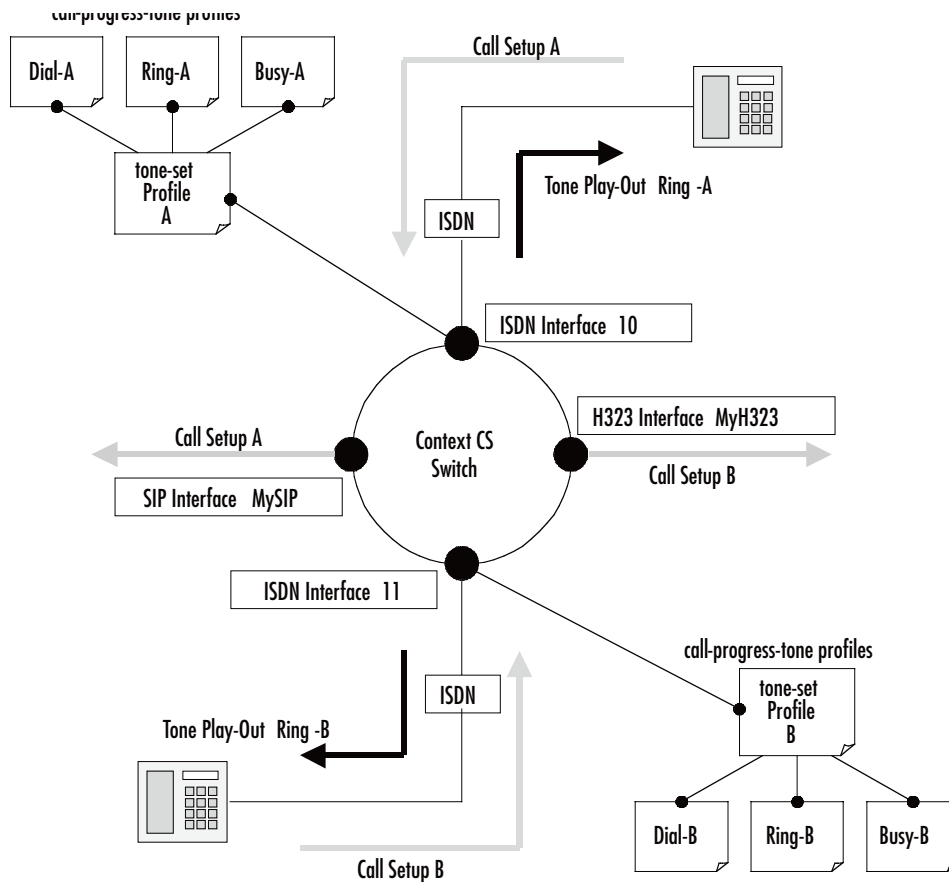 call-progress-tone profiles
Dial-A
Ring-A
Busy-A
tone-set
Profile
A
Call Setup A
Tone Play-Out Ring -A
ISDN
ISDN Interface 10
H323 Interface MyH323
Call Setup A
Context CS
Switch
Call Setup B
SIP Interface MySIP
ISDN Interface 11
call-progress-tone profiles
ISDN
tone-set
Profile
B
Tone Play-Out Ring -B
Dial-B
Ring-B
Busy-B
Call Setup B